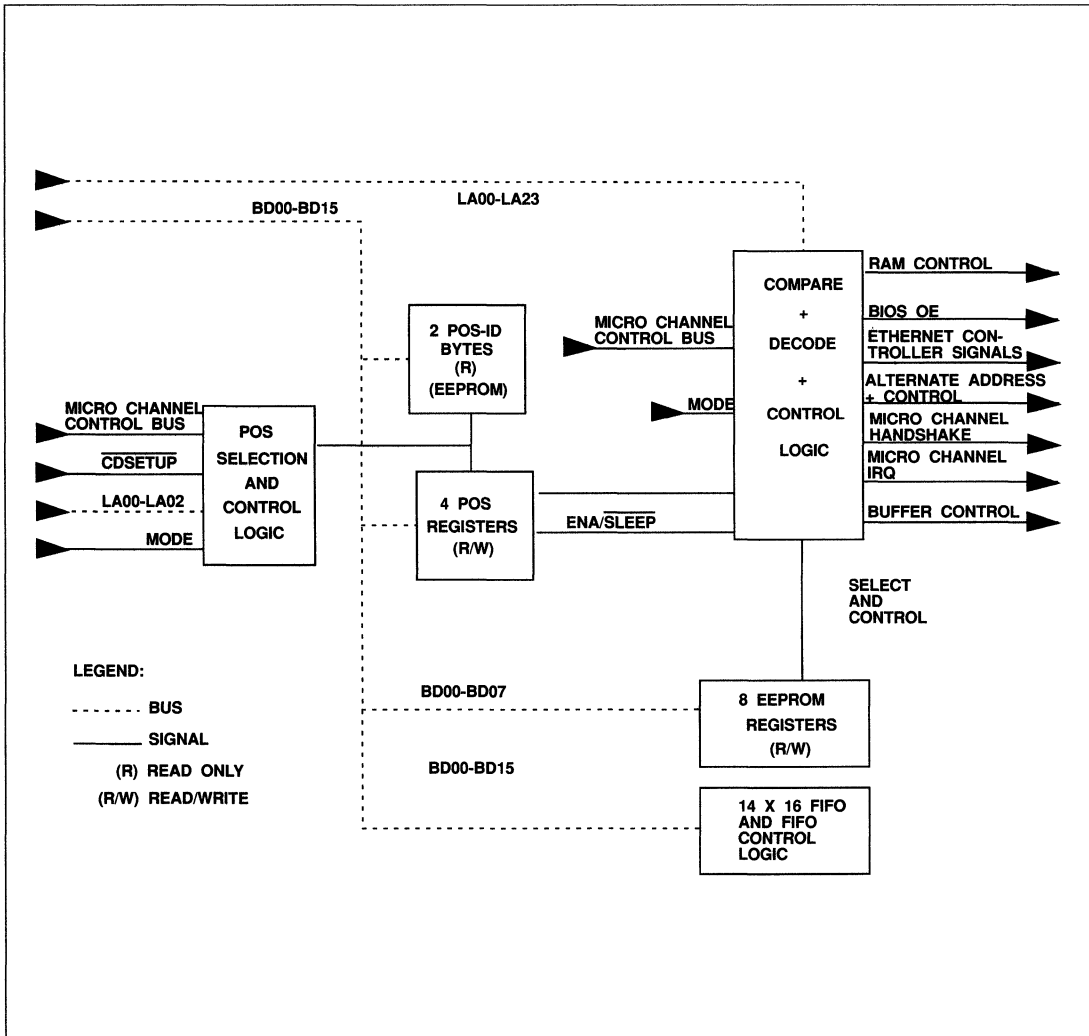 LA00-LA23
BD00-BD15
COMPARE
+
DECODE
+
CONTROL
LOGIC
RAM CONTROL
BIOS OE
ETHERNET CON-
TROLLER SIGNALS
ALTERNATE ADDRESS
+ CONTROL
MICRO CHANNEL
HANDSHAKE
MICRO CHANNEL
IRQ
BUFFER CONTROL
MICRO CHANNEL
CONTROL BUS
MODE
2 POS-ID
BYTES
(R)
(EEPROM)
MICRO CHANNEL
CONTROL BUS
CDSETUP
LA00-LA02
MODE
POS
SELECTION
AND
CONTROL
LOGIC
4 POS
REGISTERS
(R/W)
ENA/SLEEP
SELECT
AND
CONTROL
LEGEND:
BUS
SIGNAL
(R) READ ONLY
(R/W) READ/WRITE
BD00-BD07
8 EEPROM
REGISTERS
(R/W)
BD00-BD15
14 X 16 FIFO
AND FIFO
CONTROL
LOGIC